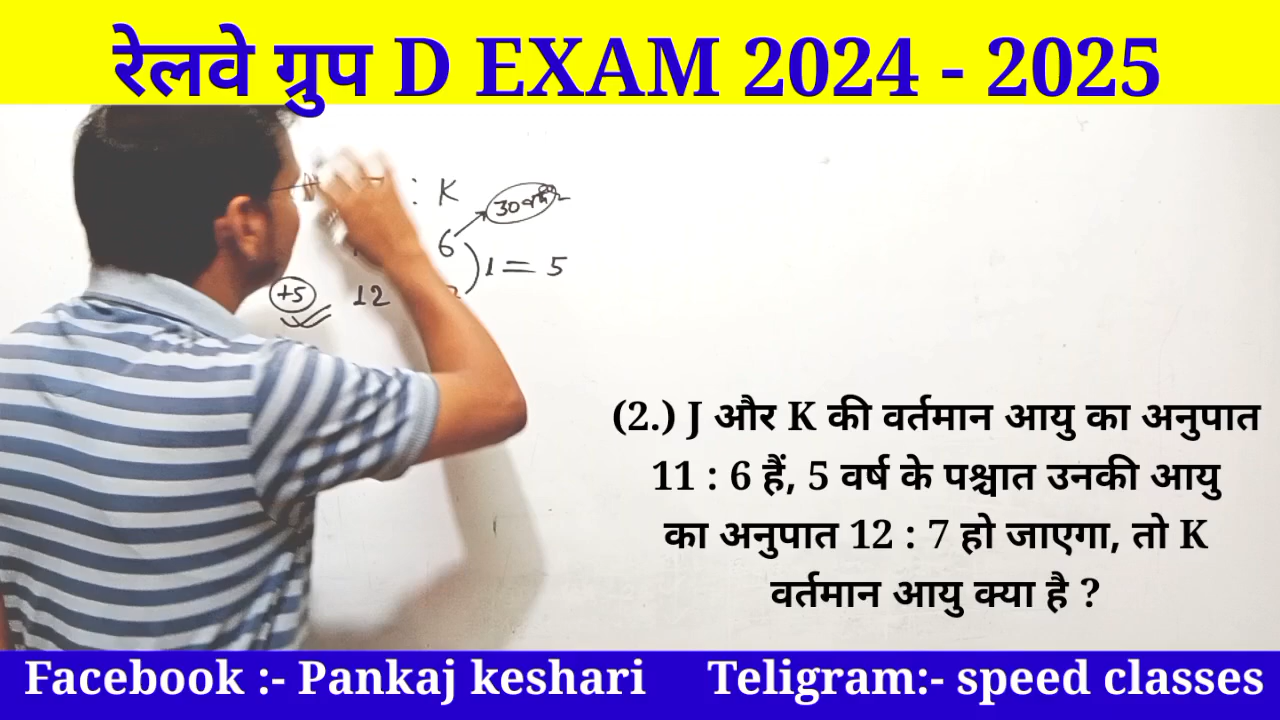 रेलवे ग्रुप D EXAM 2024 - 2025
: K
30 वर्ष
6
1 = 5
+5 12
(2.) J और K की वर्तमान आयु का अनुपात
11 : 6 हैं, 5 वर्ष के पश्चात उनकी आयु
का अनुपात 12 : 7 हो जाएगा, तो K
वर्तमान आयु क्या है ?
Facebook :- Pankaj keshari Teligram:- speed classes